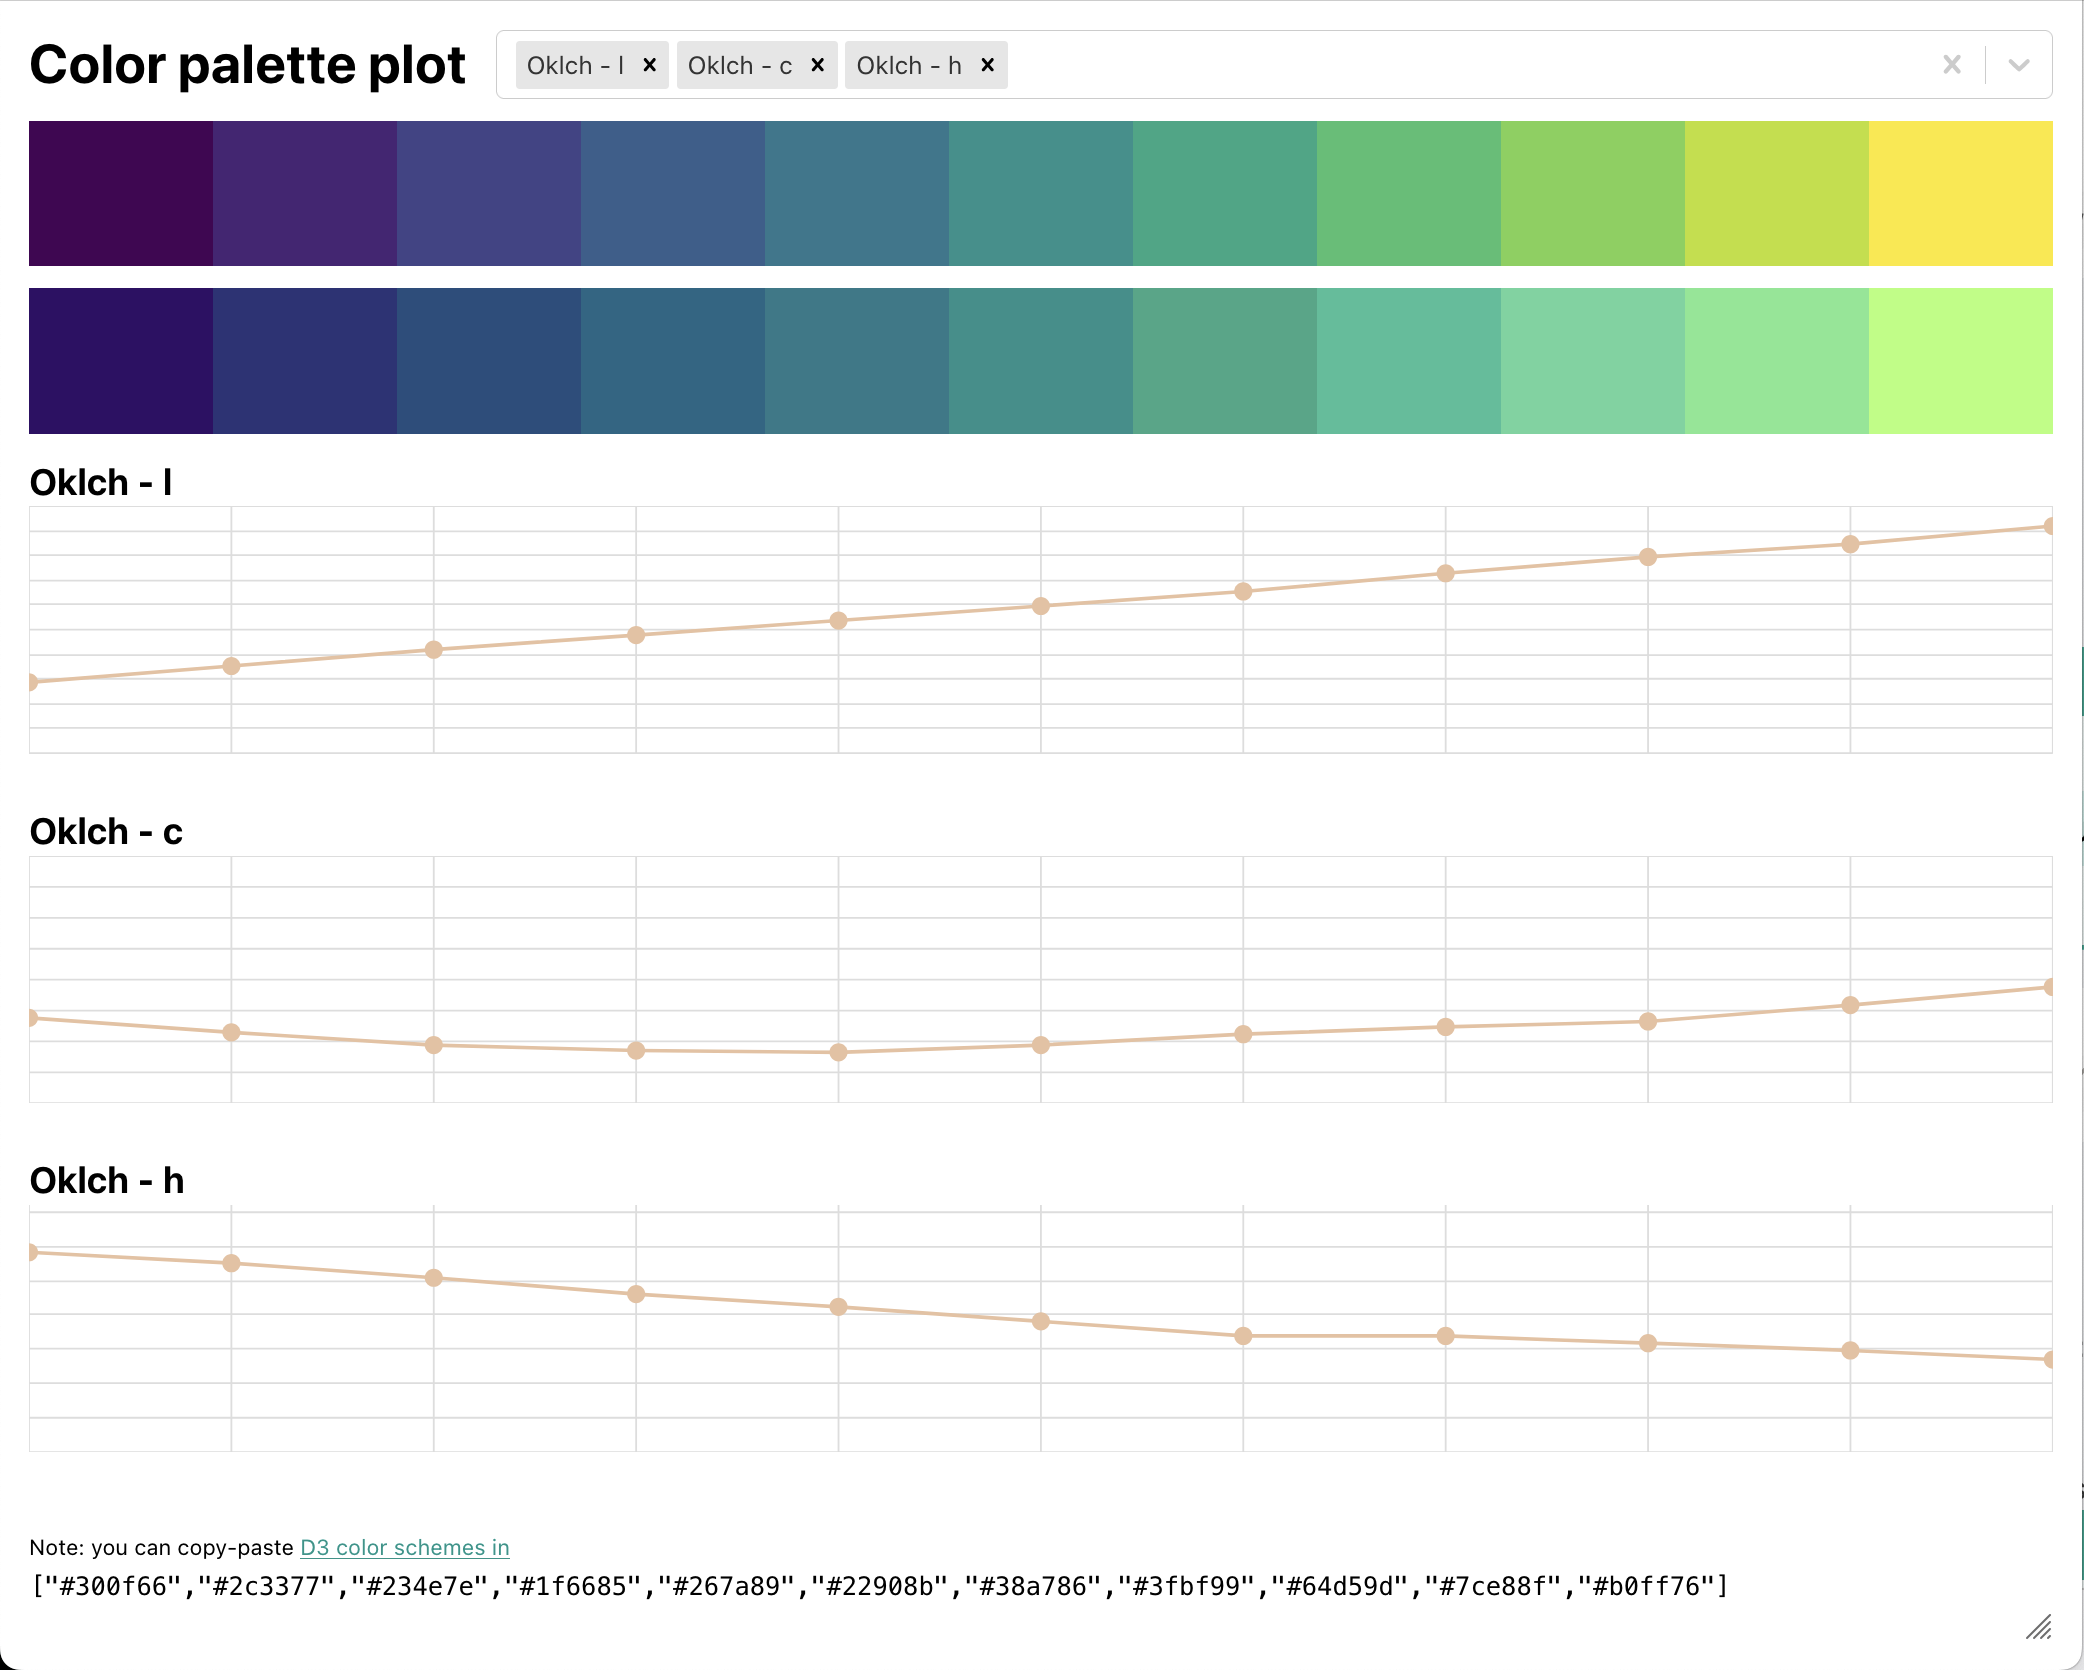 Color palette plot
Oklch - l
Oklch - c
Oklch - h
Oklch - l
Oklch - c
Oklch - h
Note: you can copy-paste D3 color schemes in
["#300f66","#2c3377","#234e7e","#1f6685","#267a89","#22908b","#38a786","#3fbf99","#64d59d","#7ce88f","#b0ff76"]